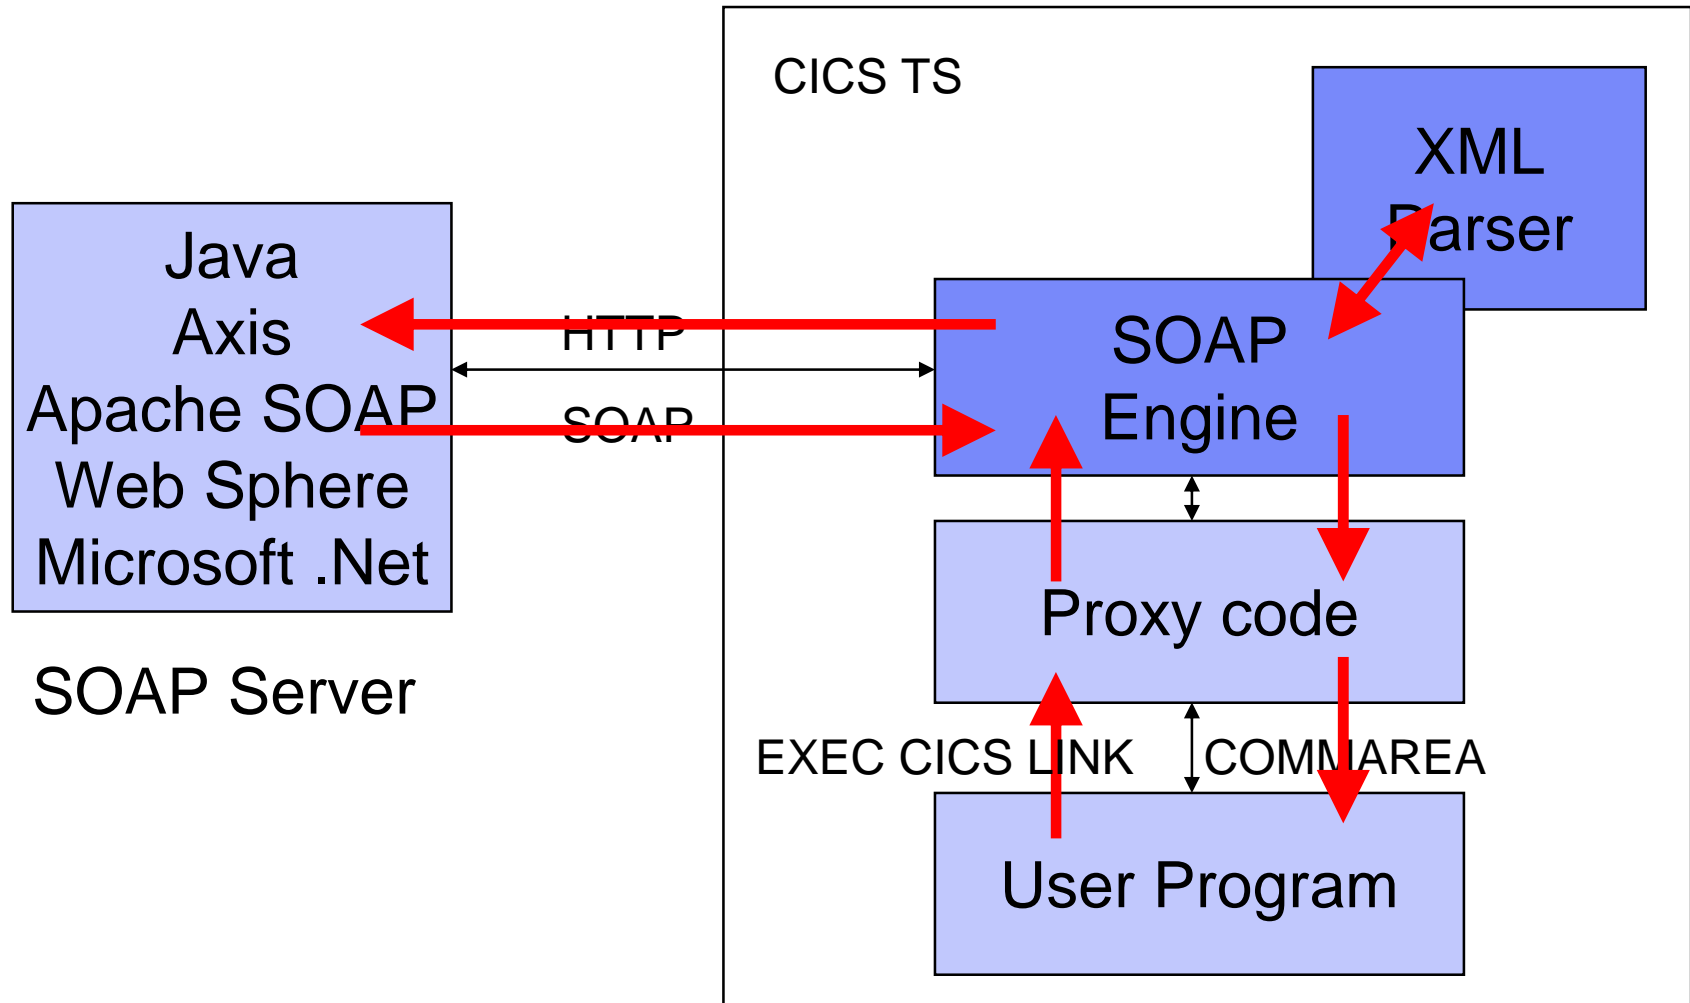 CICS TS
XML
Parser
Java
Axis
Apache SOAP
Web Sphere
Microsoft .Net
SOAP Server
HTTP
SOAP
SOAP
Engine
Proxy code
EXEC CICS LINK
COMMAREA
User Program